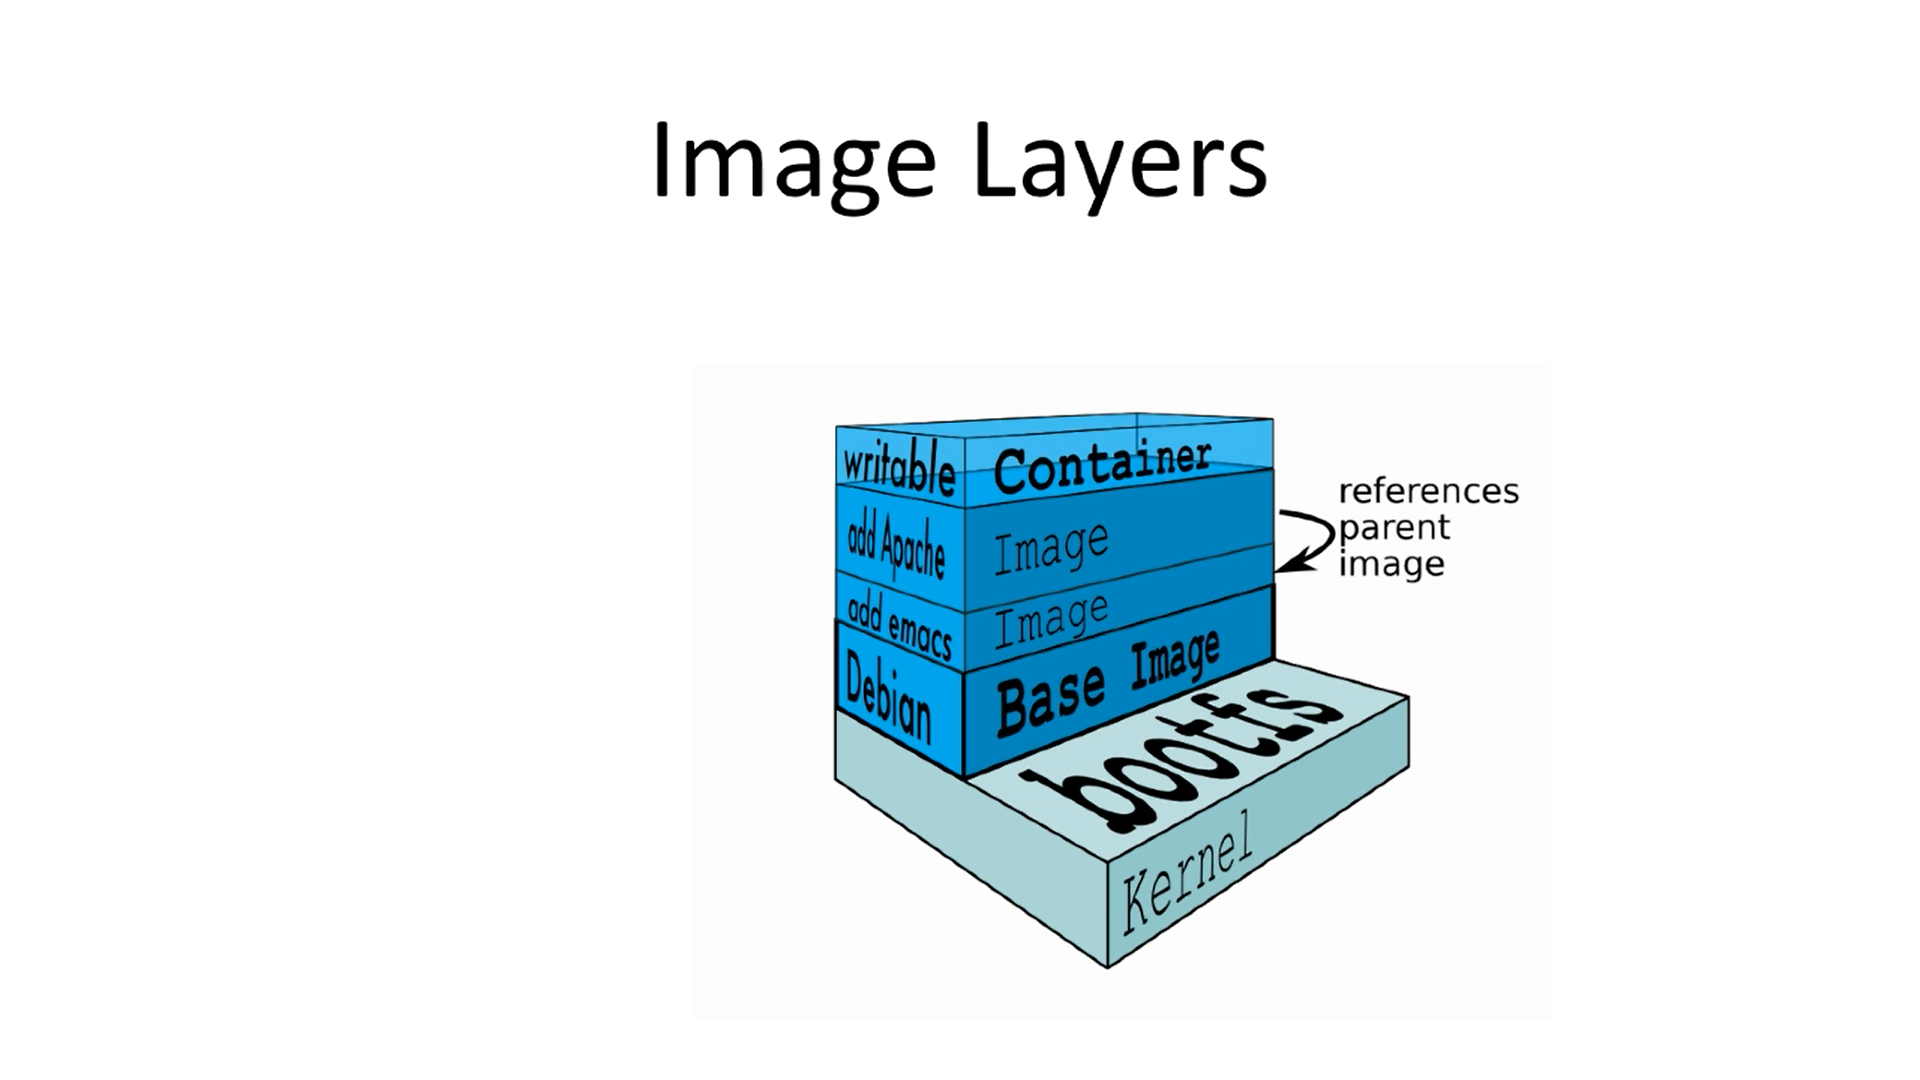 Image Layers
writable Container
add Apache Image
add emacs Image
Debian Base Image
references
parent
image
bootfs
Kernel